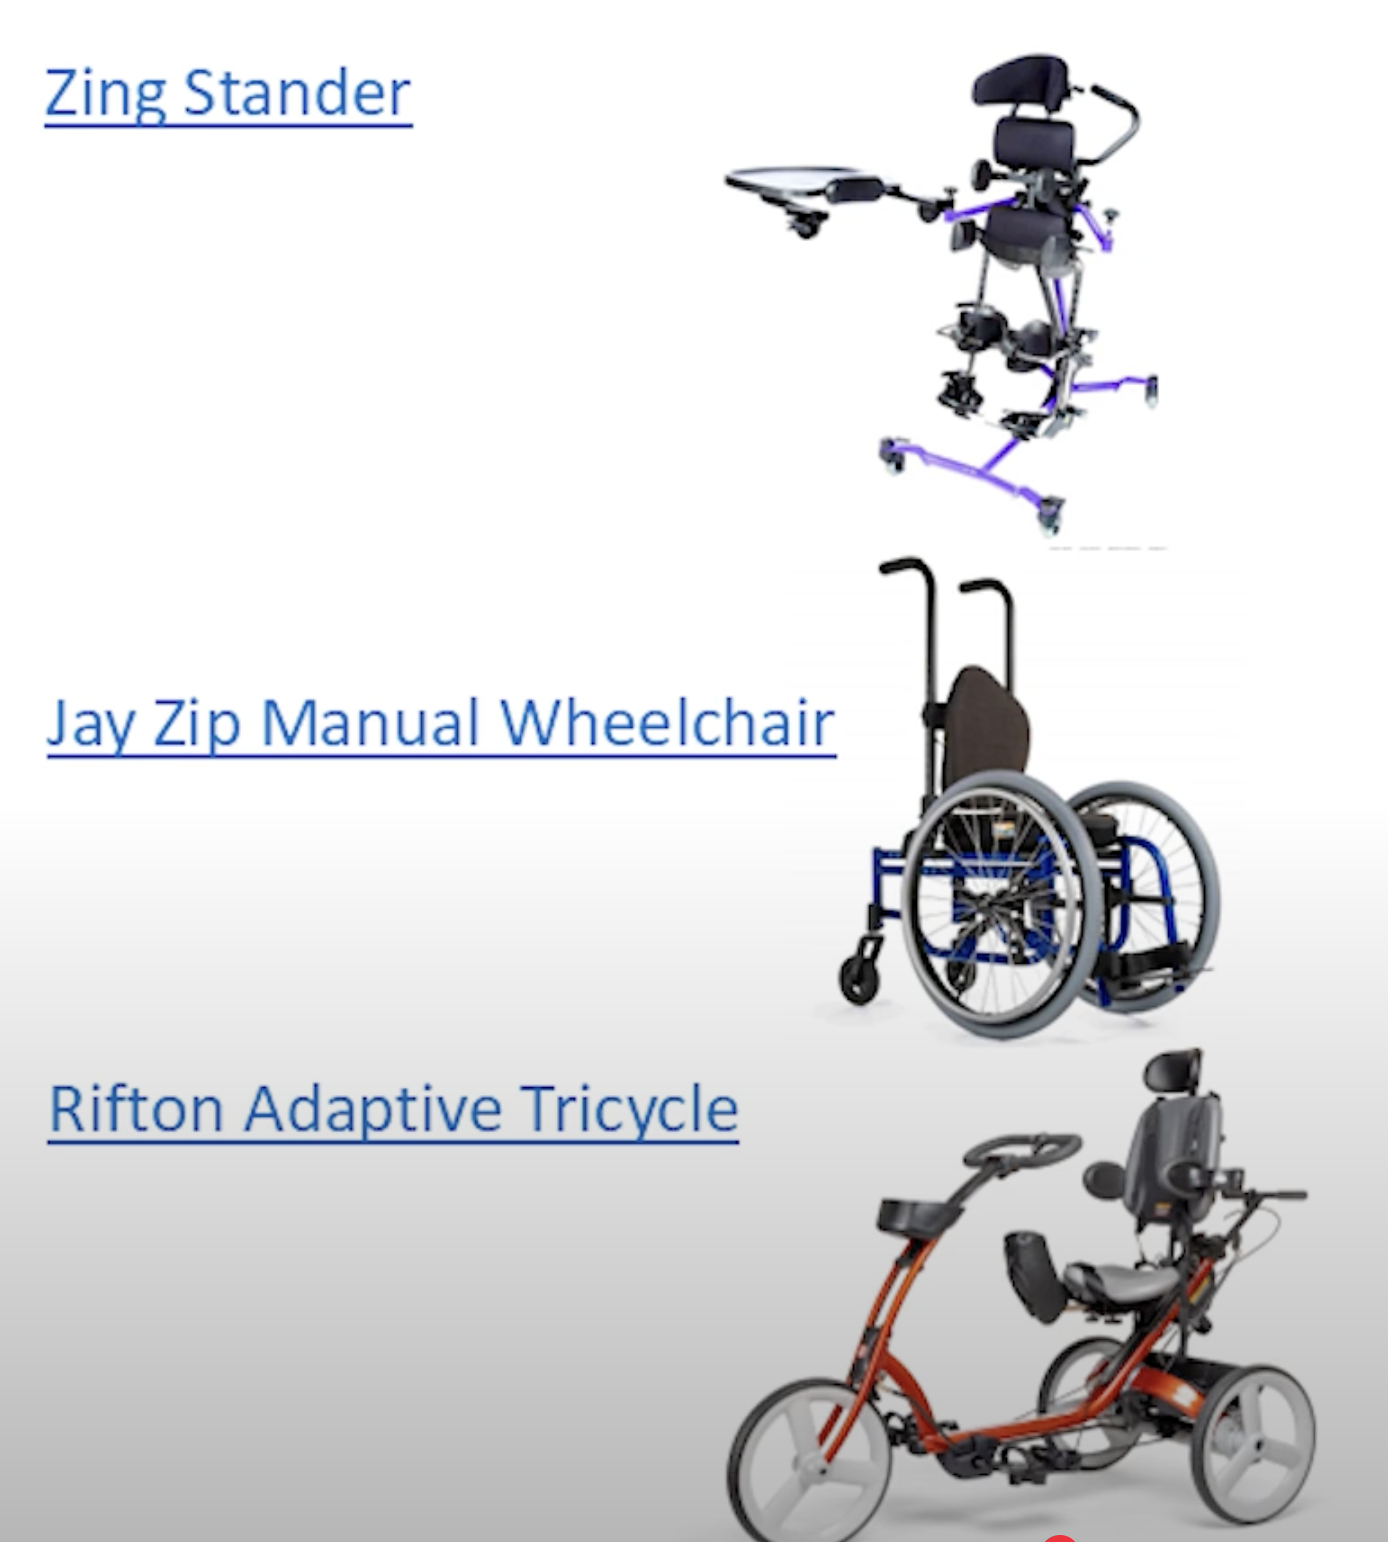 Zing Stander
Jay Zip Manual Wheelchair
Rifton Adaptive Tricycle